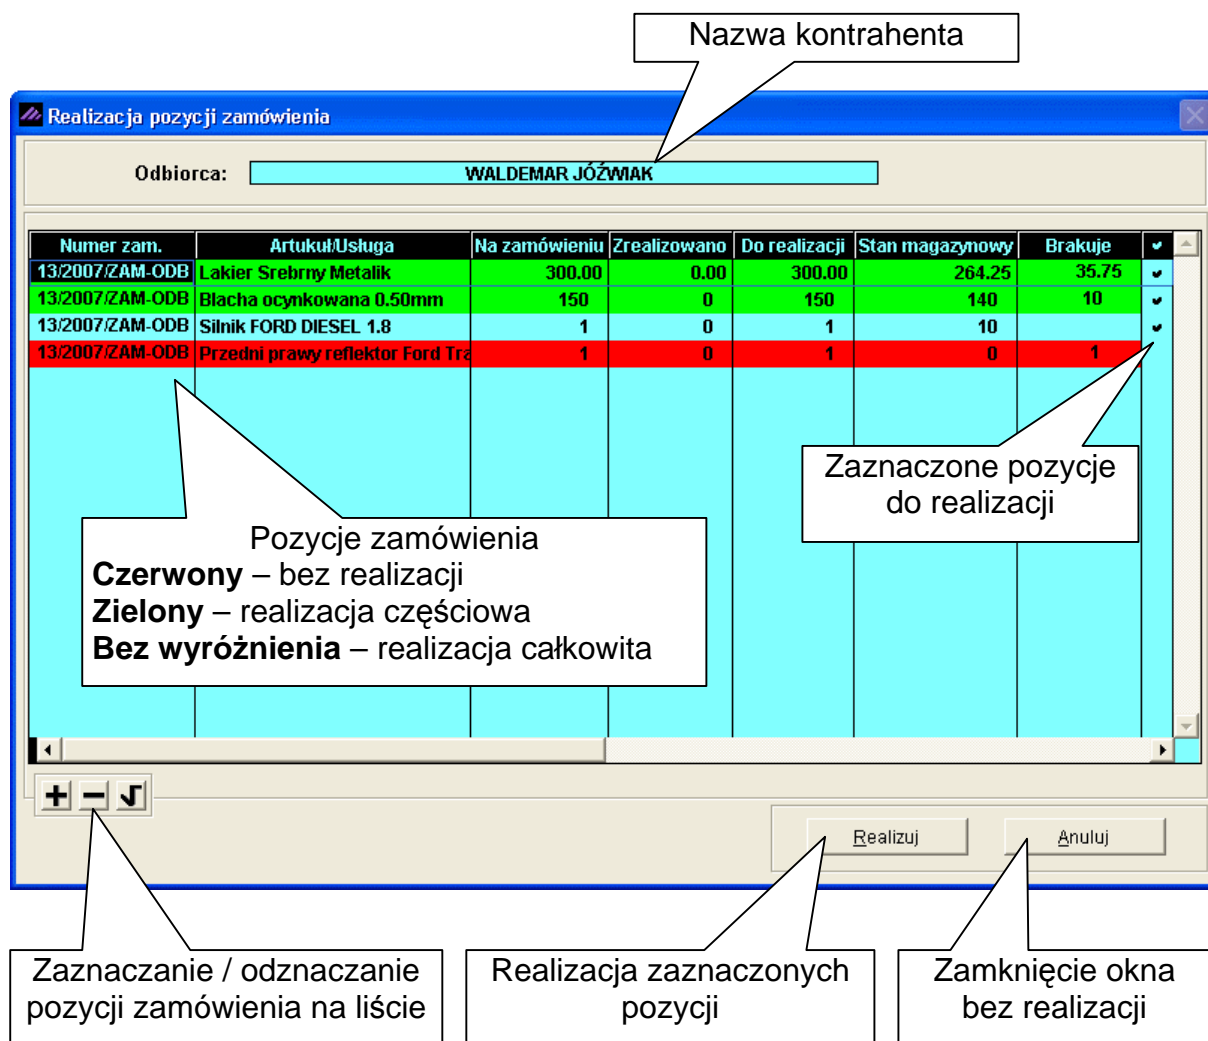 Nazwa kontrahenta
Realizacja pozycji zamówienia
Odbiorca: WALDEMAR JÓŹWIAK
Numer zam. Artukuł/Usługa Na zamówieniu Zrealizowano Do realizacji Stan magazynowy Brakuje
13/2007/ZAM-ODB Lakier Srebrny Metalik 300.00 0.00 300.00 264.25 35.75
13/2007/ZAM-ODB Blacha ocynkowana 0.50mm 150 0 150 140 10
13/2007/ZAM-ODB Silnik FORD DIESEL 1.8 1 0 1 10
13/2007/ZAM-ODB Przedni prawy reflektor Ford Tra 1 0 1 0 1
Zaznaczone pozycje
do realizacji
Pozycje zamówienia
Czerwony – bez realizacji
Zielony – realizacja częściowa
Bez wyróżnienia – realizacja całkowita
Realizuj Anuluj
Zaznaczanie / odznaczanie
pozycji zamówienia na liście
Realizacja zaznaczonych
pozycji
Zamknięcie okna
bez realizacji